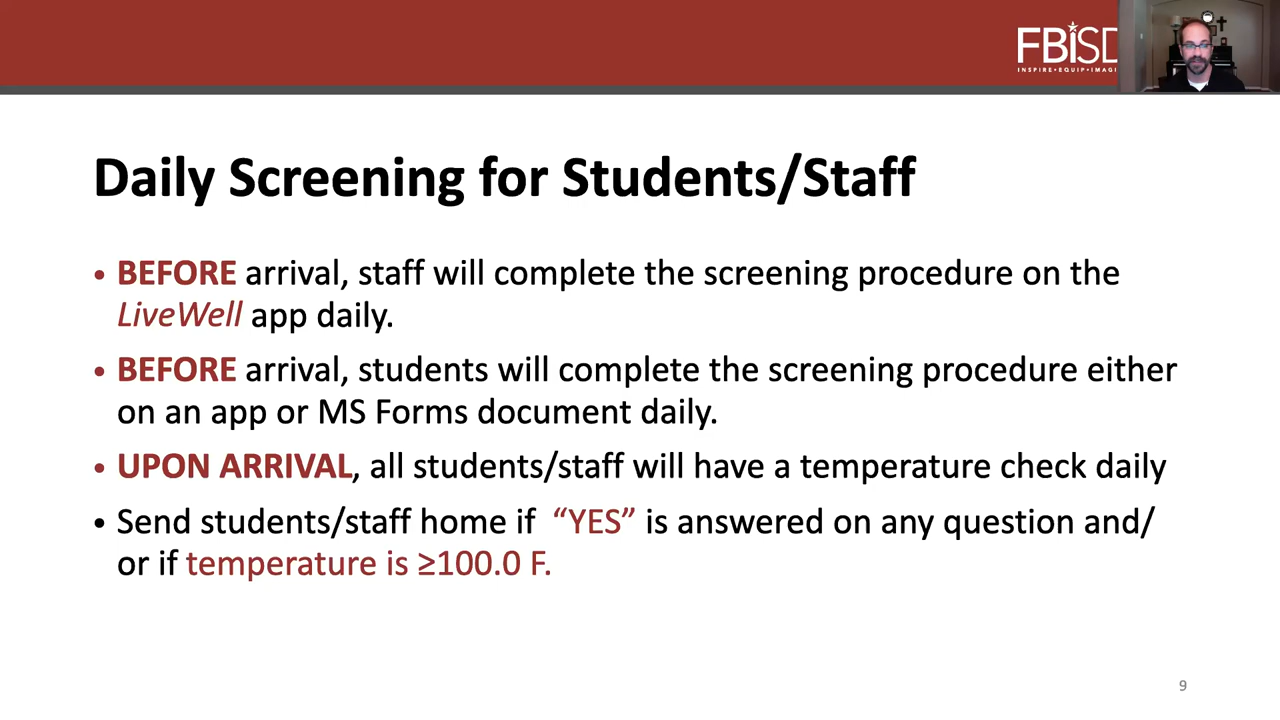 FBISD
INSPIRE•EQUIP•IMAGI
Daily Screening for Students/Staff
• BEFORE arrival, staff will complete the screening procedure on the
LiveWell app daily.
• BEFORE arrival, students will complete the screening procedure either
on an app or MS Forms document daily.
• UPON ARRIVAL, all students/staff will have a temperature check daily
• Send students/staff home if “YES” is answered on any question and/
or if temperature is ≥100.0 F.
9